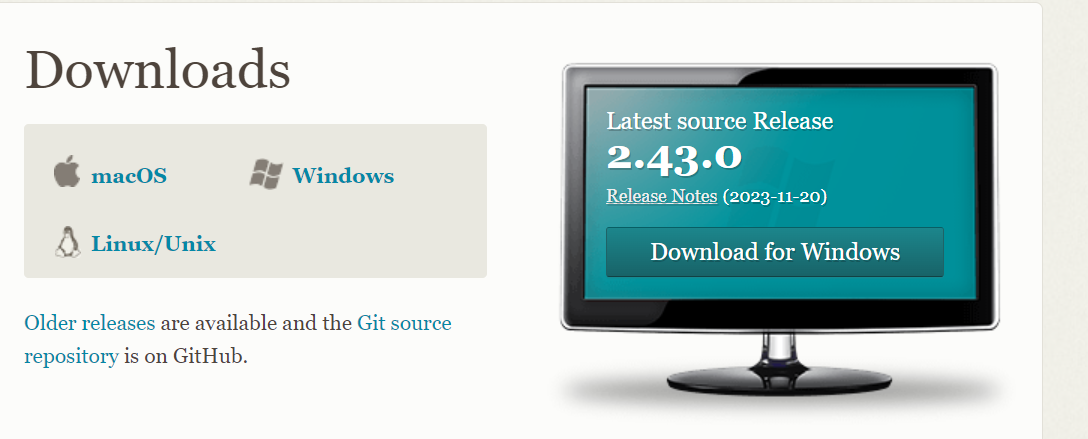 Downloads
macOS
Windows
Linux/Unix
Older releases are available and the Git source
repository is on GitHub.
Latest source Release
2.43.0
Release Notes (2023-11-20)
Download for Windows